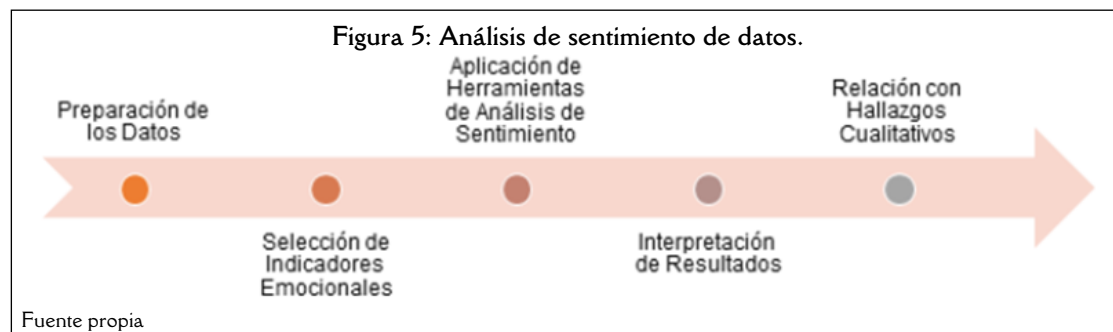 Figura 5: Análisis de sentimiento de datos.
Preparación de
los Datos
Selección de
Indicadores
Emocionales
Aplicación de
Herramientas
de Análisis de
Sentimiento
Interpretación
de Resultados
Relación con
Hallazgos
Cualitativos
Fuente propia